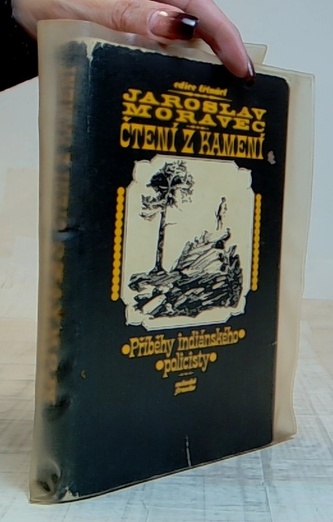 edice třináct
JAROSLAV
MORAVEC
ČTENÍ Z KAMENÍ
Příběhy indiánského
policisty